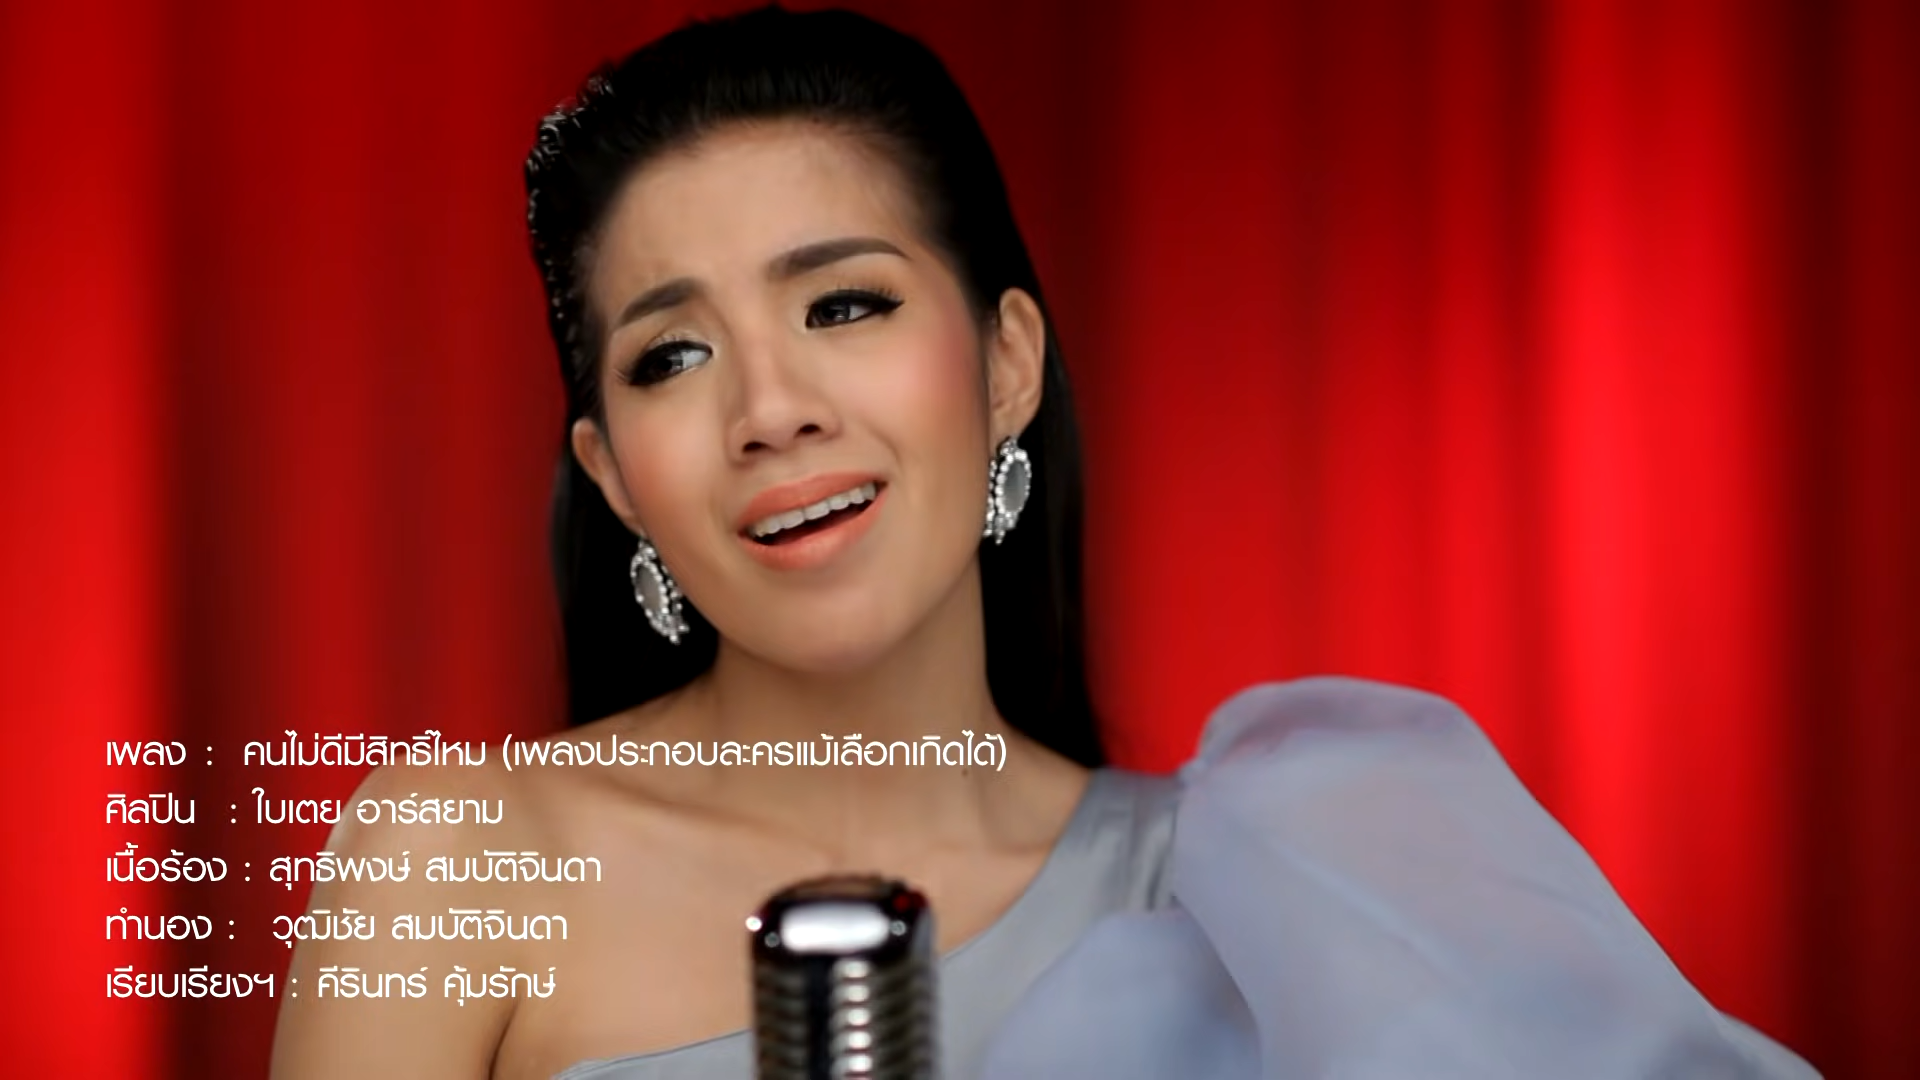 เพลง : คนไม่ดีมีสิทธิ์ไหม (เพลงประกอบละครแม้เลือกเกิดได้)
ศิลปิน : ใบเตย อาร์สยาม
เนื้อร้อง : สุทธิพงษ์ สมบัติจินดา
ทำนอง : วุฒิชัย สมบัติจินดา
เรียบเรียงฯ : คีรินทร์ คุ้มรักษ์